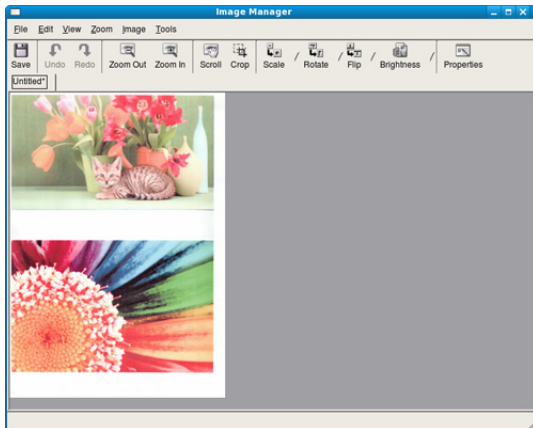 Image Manager
File Edit View Zoom Image Tools
Save Undo Redo Zoom Out Zoom In Scroll Crop Scale / Rotate / Flip / Brightness / Properties
Untitled*